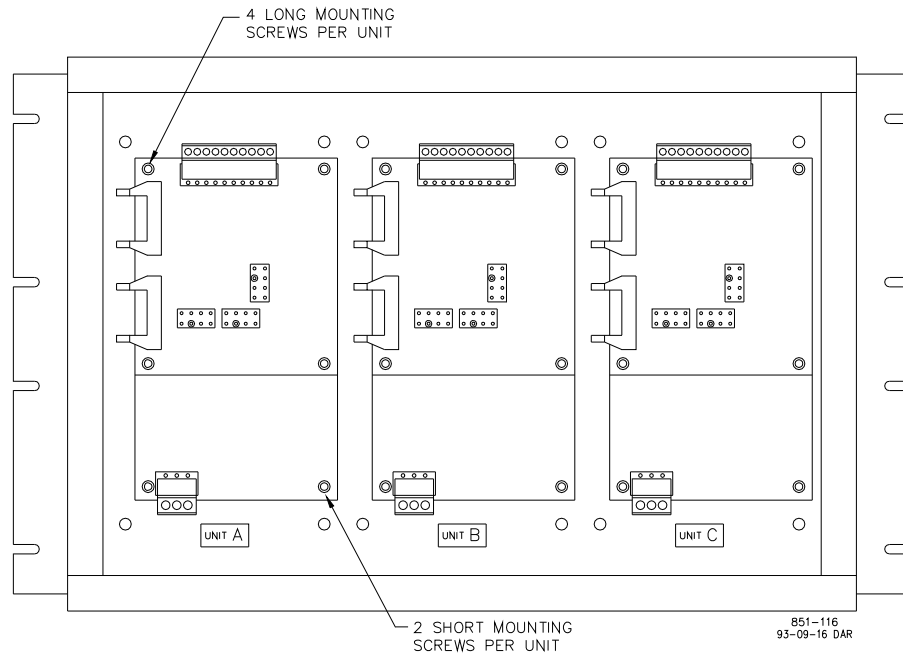 4 LONG MOUNTING
SCREWS PER UNIT
UNIT A
UNIT B
UNIT C
2 SHORT MOUNTING
SCREWS PER UNIT
851-116
93-09-16 DAR